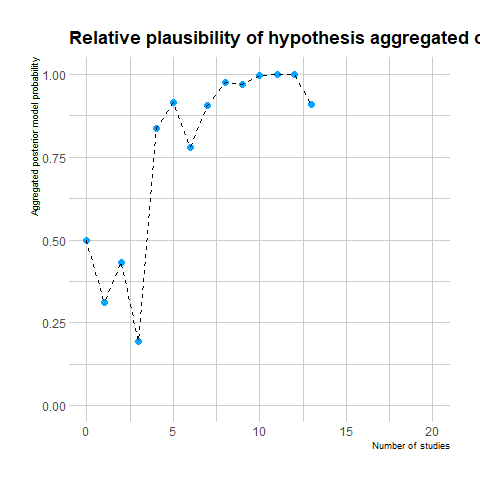 Relative plausibility of hypothesis aggregated o
Aggregated posterior model probability
1.00
0.75
0.50
0.25
0.00
0 5 10 15 20
Number of studies